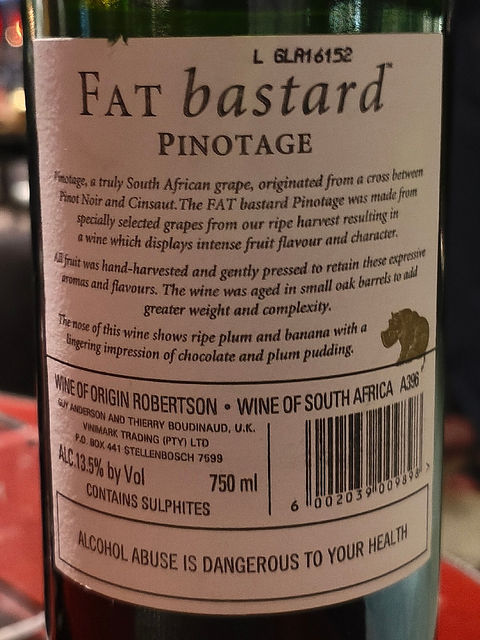 L GLA16152
FAT bastard™
PINOTAGE
Pinotage, a truly South African grape, originated from a cross between
Pinot Noir and Cinsaut. The FAT bastard Pinotage was made from
specially selected grapes from our ripe harvest resulting in
a wine which displays intense fruit flavour and character.
All fruit was hand-harvested and gently pressed to retain these expressive
aromas and flavours. The wine was aged in small oak barrels to add
greater weight and complexity.
The nose of this wine shows ripe plum and banana with a
lingering impression of chocolate and plum pudding.
WINE OF ORIGIN ROBERTSON • WINE OF SOUTH AFRICA A396
GUY ANDERSON AND THIERRY BOUDINAUD, U.K.
VINIMARK TRADING (PTY) LTD
P.O. BOX 441 STELLENBOSCH 7599
ALC.13.5% by Vol 750 ml
CONTAINS SULPHITES
6 002039 009898 >
ALCOHOL ABUSE IS DANGEROUS TO YOUR HEALTH